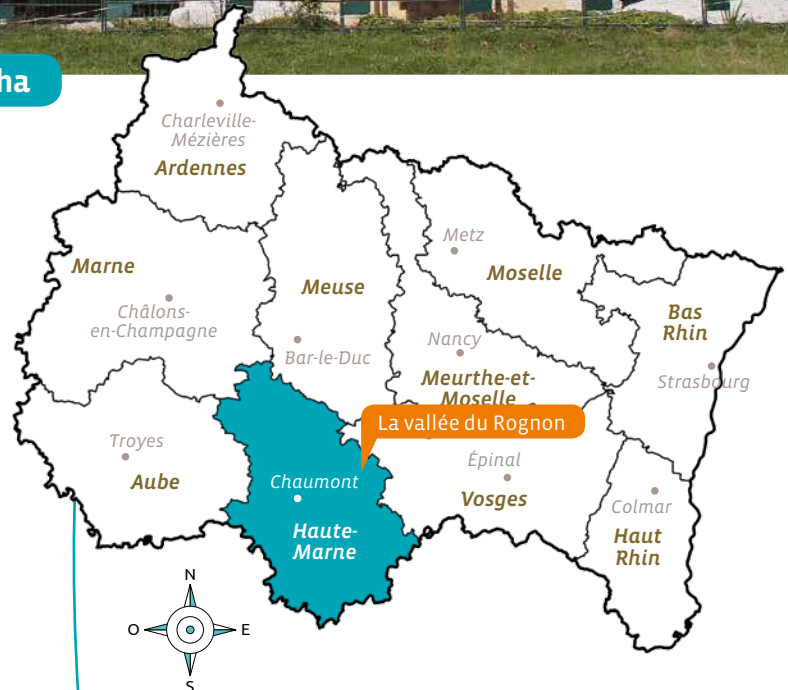 ha
Charleville-
Mézières
Ardennes
Marne
Châlons-
en-Champagne
Meuse
Bar-le-Duc
Metz
Moselle
Nancy
Meurthe-et-
Moselle
Bas
Rhin
Strasbourg
La vallée du Rognon
Troyes
Aube
Chaumont
Haute-
Marne
Épinal
Vosges
Colmar
Haut
Rhin
N
O
E
S